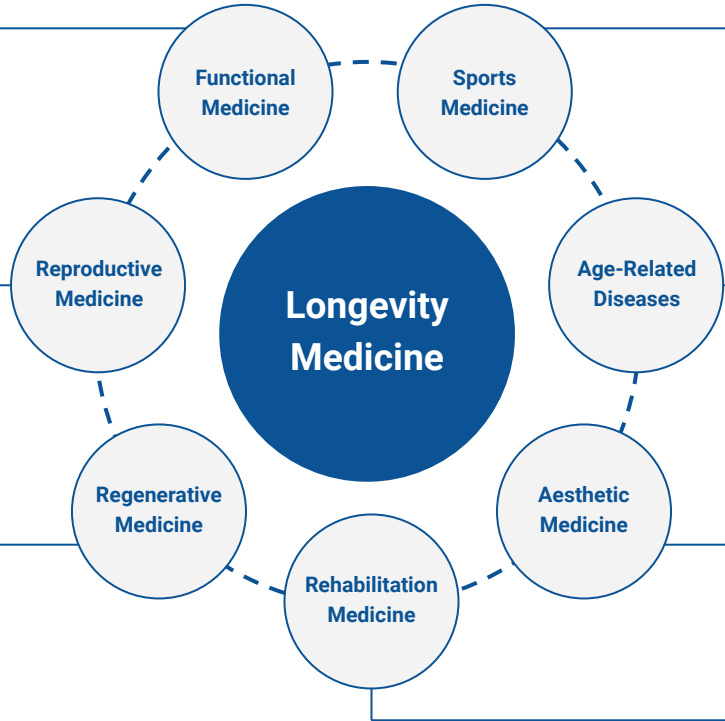 Functional
Medicine
Sports
Medicine
Reproductive
Medicine
Age-Related
Diseases
Longevity
Medicine
Regenerative
Medicine
Aesthetic
Medicine
Rehabilitation
Medicine